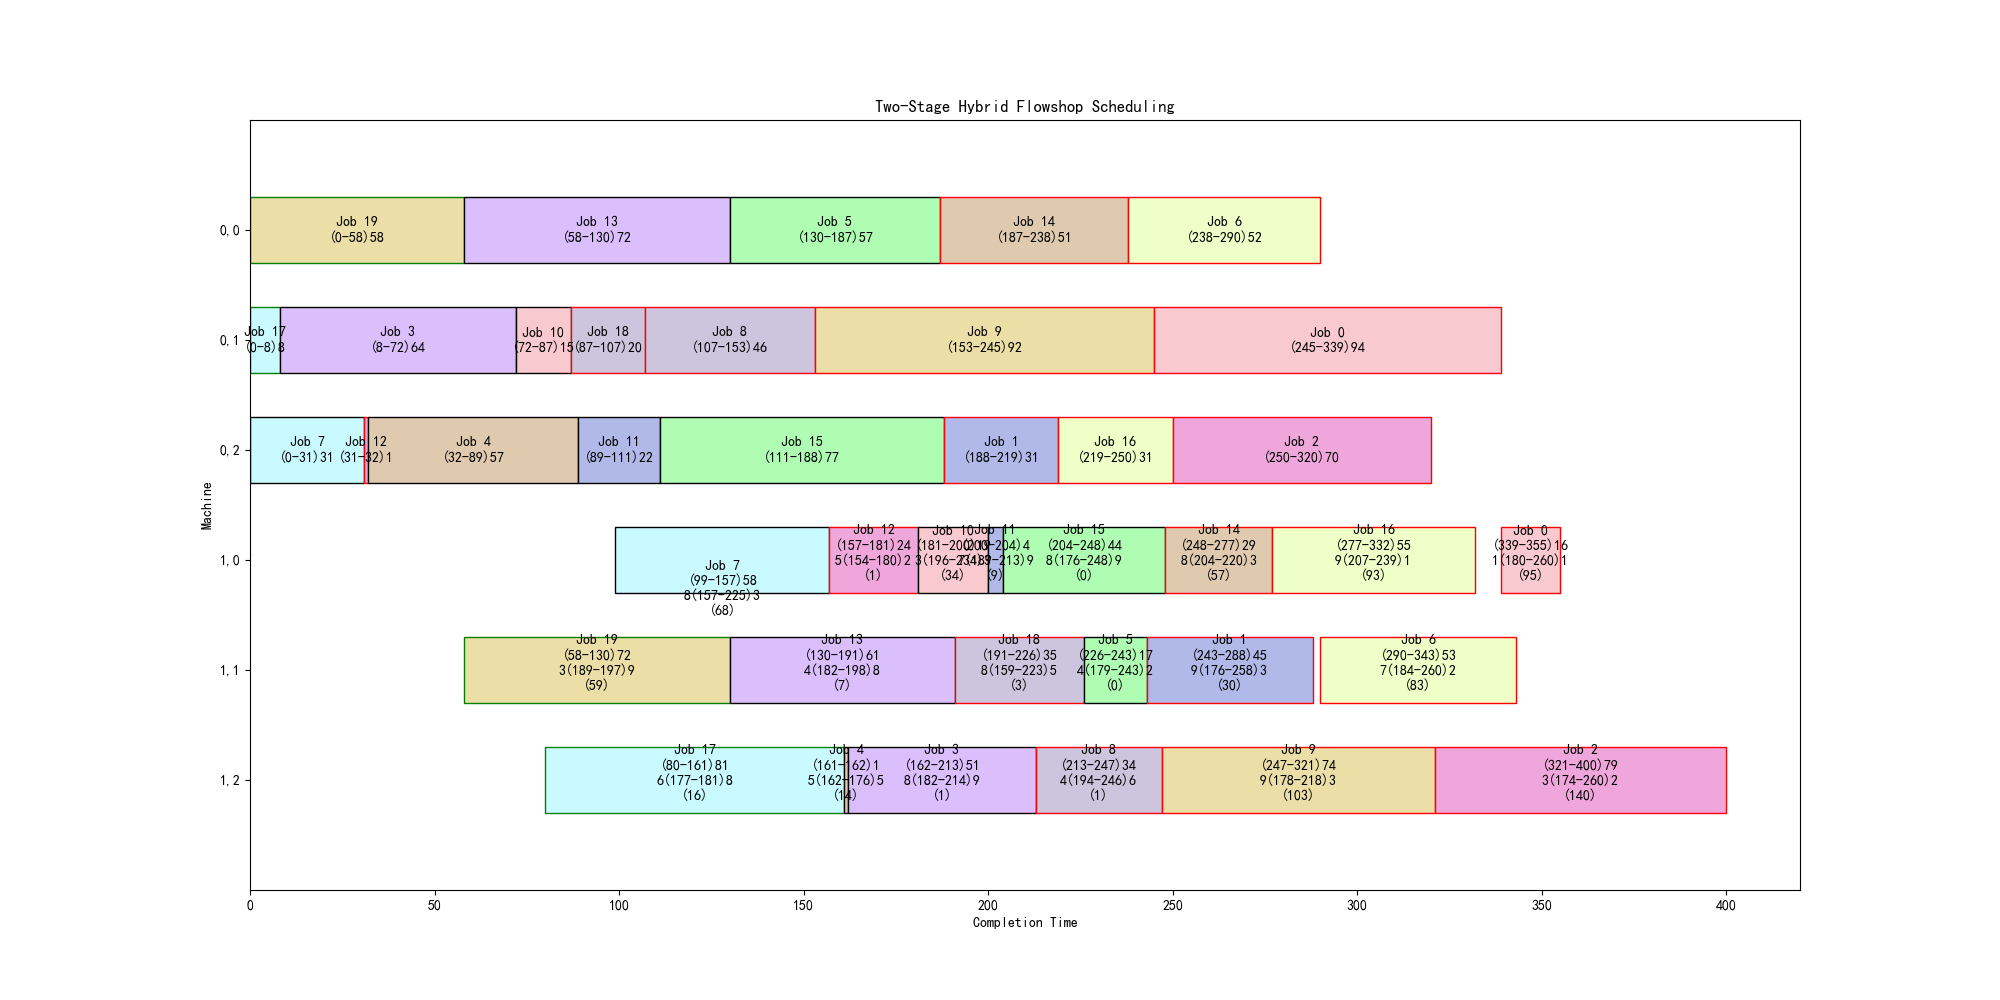 Two-Stage Hybrid Flowshop Scheduling
0,0
Job 19
(0-58)58
Job 13
(58-130)72
Job 5
(130-187)57
Job 14
(187-238)51
Job 6
(238-290)52
0,1
Job 17
(0-8)8
Job 3
(8-72)64
Job 10
(72-87)15
Job 18
(87-107)20
Job 8
(107-153)46
Job 9
(153-245)92
Job 0
(245-339)94
0,2
Job 7
(0-31)31
Job 12
(31-32)1
Job 4
(32-89)57
Job 11
(89-111)22
Job 15
(111-188)77
Job 1
(188-219)31
Job 16
(219-250)31
Job 2
(250-320)70
Machine
1,0
Job 7
(99-157)58
8(157-225)3
(68)
Job 12
(157-181)24
5(154-180)2
(1)
Job 10
(34)
Job 11
(9)
Job 15
(204-248)44
8(176-248)9
(0)
Job 14
(248-277)29
8(204-220)3
(57)
Job 16
(277-332)55
9(207-239)1
(93)
Job 0
(339-355)16
1(180-260)1
(95)
1,1
Job 19
(58-130)72
3(189-197)9
(59)
Job 13
(130-191)61
4(182-198)8
(7)
Job 18
(191-226)35
8(159-223)5
(3)
Job 5
(226-243)17
4(179-243)2
(0)
Job 1
(243-288)45
9(176-258)3
(30)
Job 6
(290-343)53
7(184-260)2
(83)
1,2
Job 17
(80-161)81
6(177-181)8
(16)
Job 4
(161-162)1
5(162-176)5
(14)
Job 3
(162-213)51
8(182-214)9
(1)
Job 8
(213-247)34
4(194-246)6
(1)
Job 9
(247-321)74
9(178-218)3
(103)
Job 2
(321-400)79
3(174-260)2
(140)
0
50
100
150
200
250
300
350
400
Completion Time